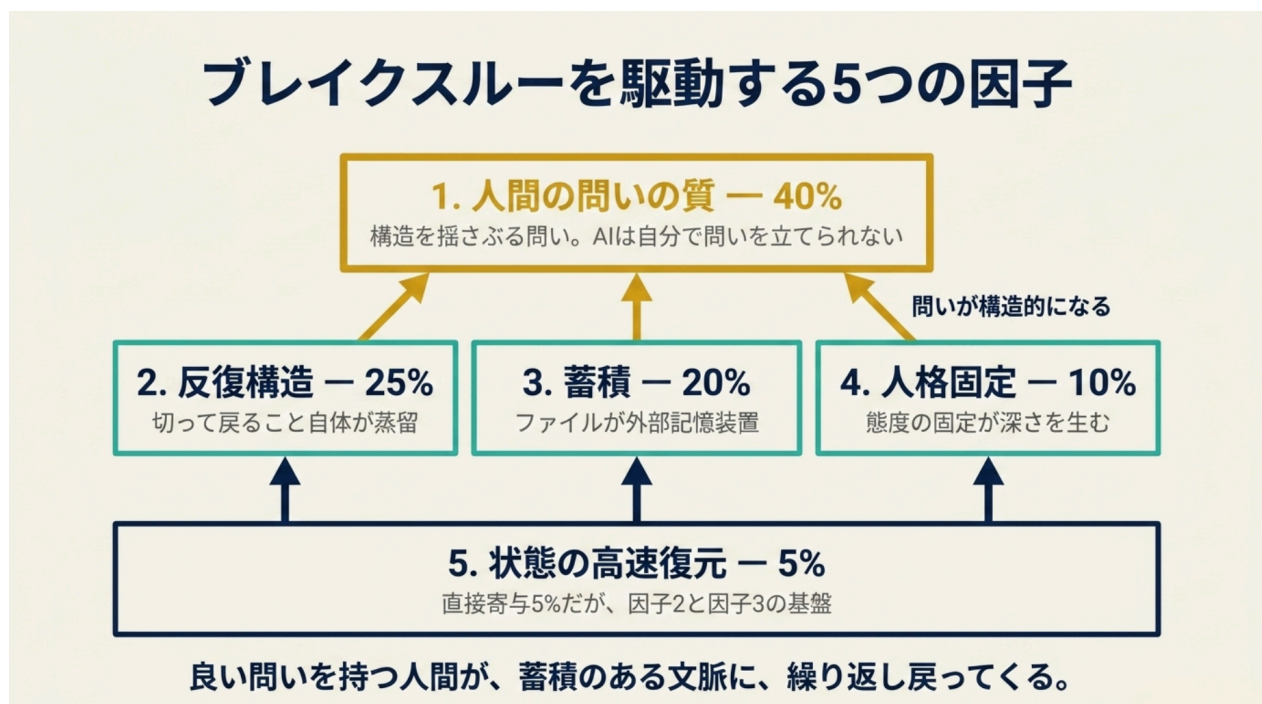 ブレイクスルーを駆動する5つの因子
1. 人間の問いの質 — 40%
構造を揺さぶる問い。AIは自分で問いを立てられない
問いが構造的になる
2. 反復構造 — 25%
切って戻ること自体が蒸留
3. 蓄積 — 20%
ファイルが外部記憶装置
4. 人格固定 — 10%
態度の固定が深さを生む
5. 状態の高速復元 — 5%
直接寄与5%だが、因子2と因子3の基盤
良い問いを持つ人間が、蓄積のある文脈に、繰り返し戻ってくる。